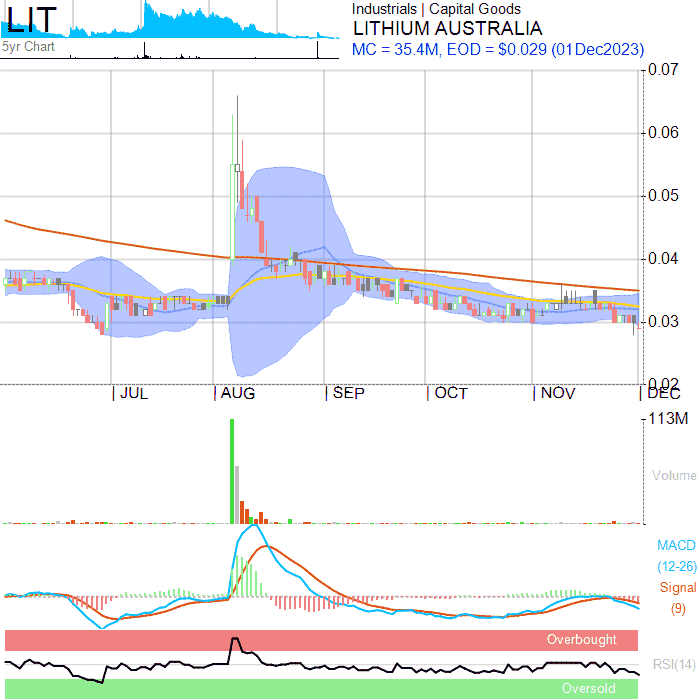 LIT
5yr Chart
Industrials | Capital Goods
LITHIUM AUSTRALIA
MC = 35.4M, EOD = $0.029 (01Dec2023)
0.07
0.06
0.05
0.04
0.03
0.02
JUL AUG SEP OCT NOV DEC
113M
Volume
MACD
(12-26)
Signal
(9)
Overbought
RSI(14)
Oversold